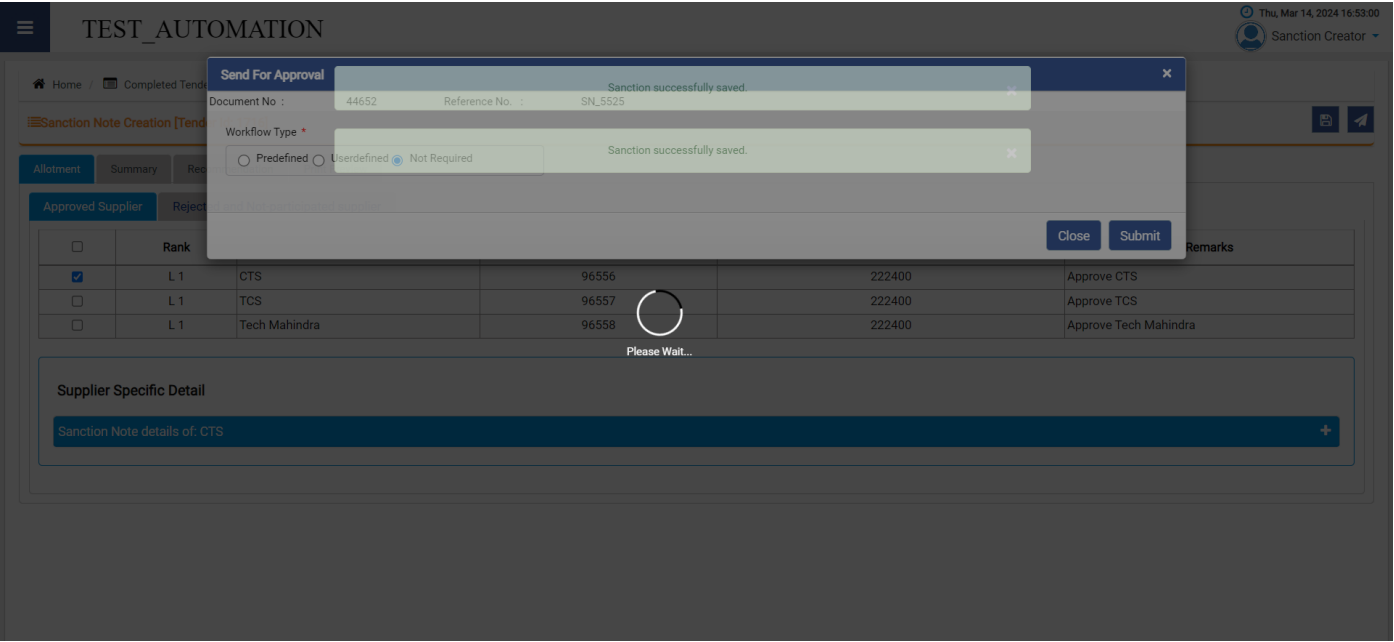 Thu, Mar 14, 2024 16:53:00
TEST_AUTOMATION
Sanction Creator
Home / Completed Tende
Send For Approval
Sanction successfully saved.
Document No : 44652 Reference No. : SN_5525
Sanction Note Creation [Tend
Workflow Type *
Sanction successfully saved.
Predefined Userdefined Not Required
Allotment Summary Rec
Approved Supplier Reject
Close Submit
Rank Remarks
L 1 CTS 96556 222400 Approve CTS
L 1 TCS 96557 222400 Approve TCS
L 1 Tech Mahindra 96558 222400 Approve Tech Mahindra
Please Wait...
Supplier Specific Detail
Sanction Note details of: CTS